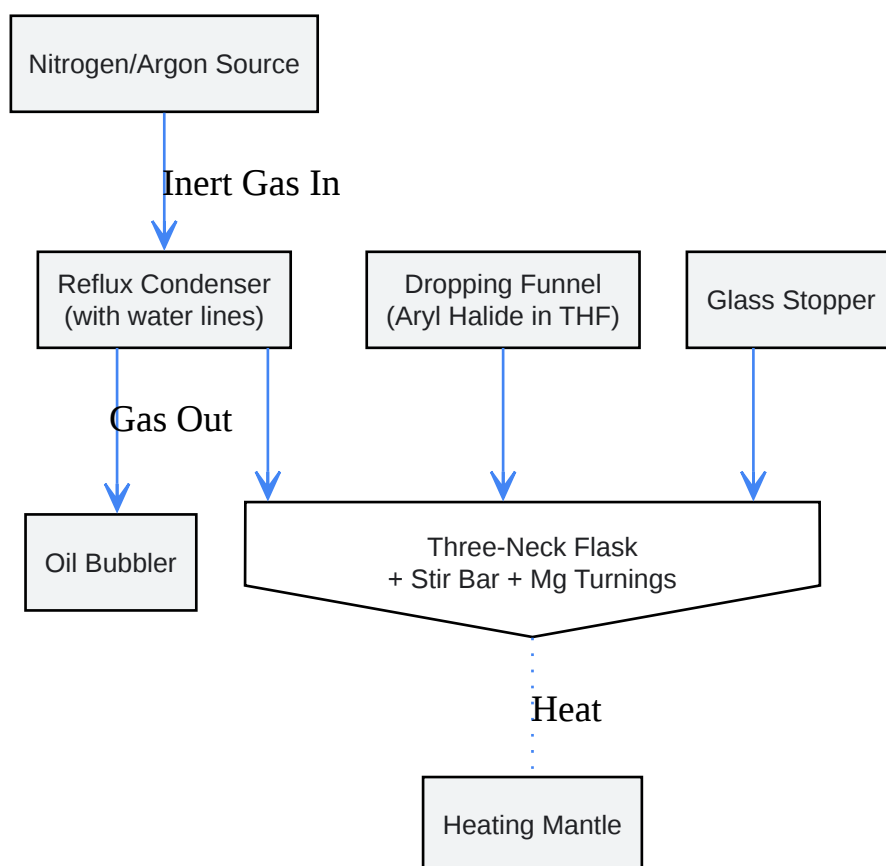 Nitrogen/Argon Source
Inert Gas In
Reflux Condenser
(with water lines)
Dropping Funnel
(Aryl Halide in THF)
Glass Stopper
Gas Out
Oil Bubbler
Three-Neck Flask
+ Stir Bar + Mg Turnings
Heat
Heating Mantle